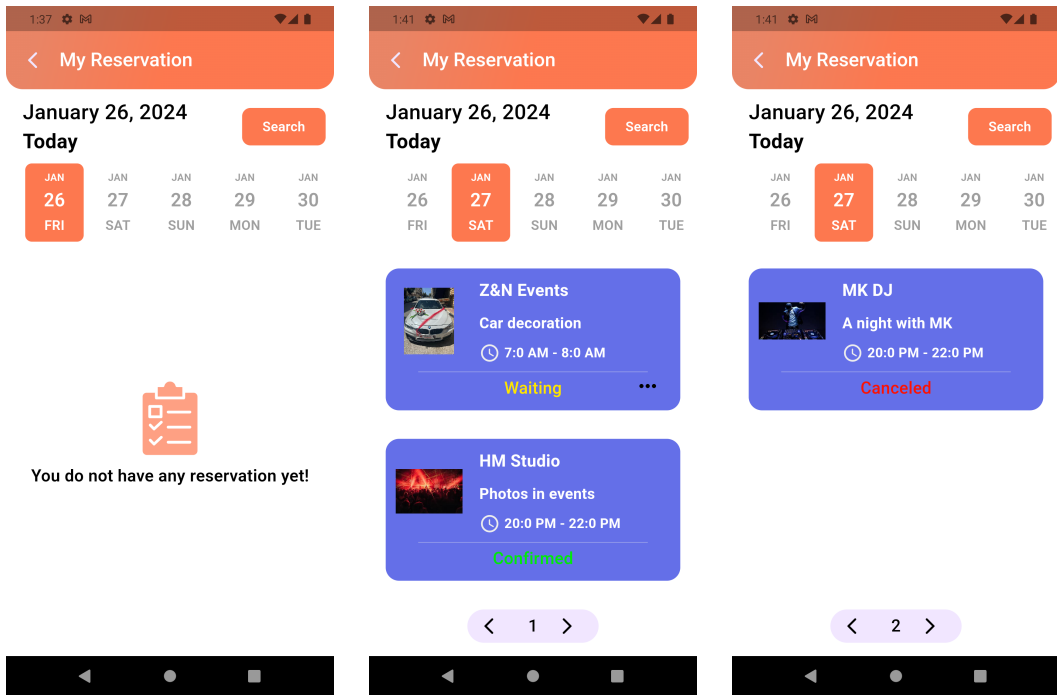 1:37
My Reservation
January 26, 2024
Today
Search
JAN JAN JAN JAN JAN
26 27 28 29 30
FRI SAT SUN MON TUE
You do not have any reservation yet!
1:41
My Reservation
January 26, 2024
Today
Search
JAN JAN JAN JAN JAN
26 27 28 29 30
FRI SAT SUN MON TUE
Z&N Events
Car decoration
7:0 AM - 8:0 AM
Waiting
HM Studio
Photos in events
20:0 PM - 22:0 PM
Confirmed
1
1:41
My Reservation
January 26, 2024
Today
Search
JAN JAN JAN JAN JAN
26 27 28 29 30
FRI SAT SUN MON TUE
MK DJ
A night with MK
20:0 PM - 22:0 PM
Canceled
2